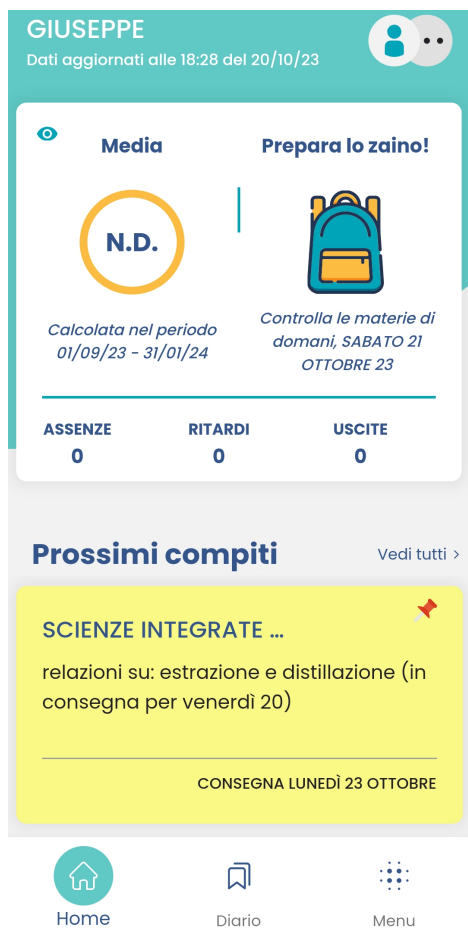 GIUSEPPE
Dati aggiornati alle 18:28 del 20/10/23
Media
Prepara lo zaino!
N.D.
Calcolata nel periodo
01/09/23 - 31/01/24
Controlla le materie di
domani, SABATO 21
OTTOBRE 23
ASSENZE RITARDI USCITE
0 0 0
Prossimi compiti
Vedi tutti >
SCIENZE INTEGRATE ...
relazioni su: estrazione e distillazione (in
consegna per venerdì 20)
CONSEGNA LUNEDÌ 23 OTTOBRE
Home Diario Menu